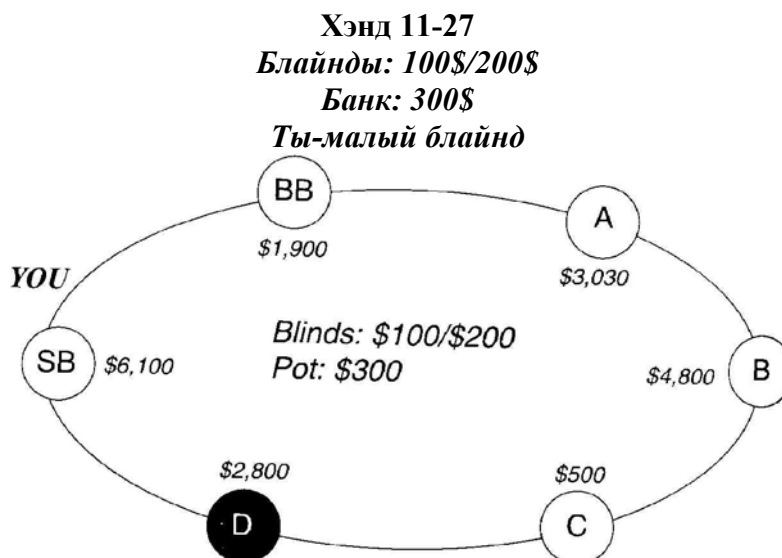 Хэнд 11-27
Блайнды: 100$/200$
Банк: 300$
Ты-малый блайнд
BB
$1,900
A
$3,030
YOU
SB $6,100
Blinds: $100/$200
Pot: $300
$4,800 B
$2,800
D
$500
C